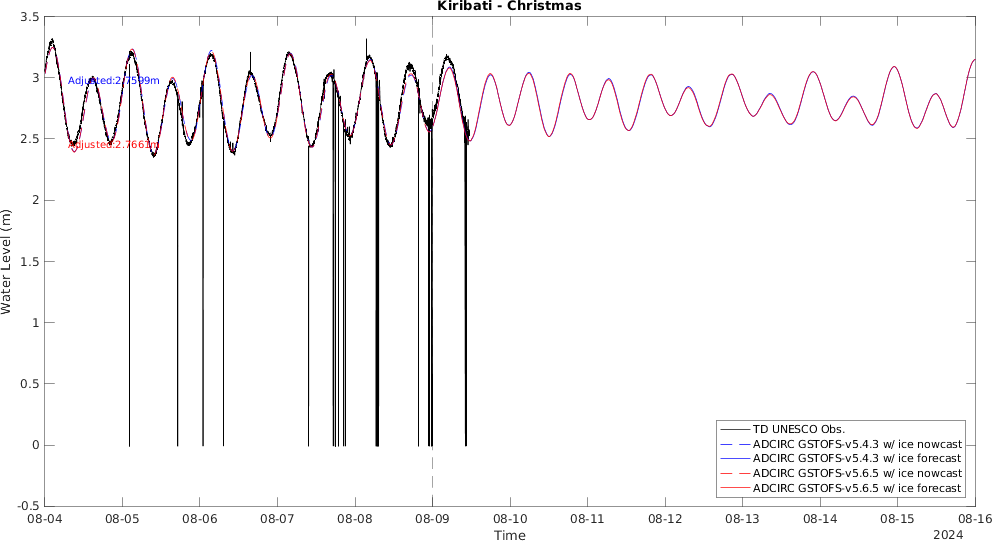 Kiribati - Christmas
3.5
3
2.5
2
1.5
1
0.5
0
-0.5
Water Level (m)
Adjusted:2.7599m
Adjusted:2.7661m
TD UNESCO Obs.
ADCIRC GSTOFS-v5.4.3 w/ ice nowcast
ADCIRC GSTOFS-v5.4.3 w/ ice forecast
ADCIRC GSTOFS-v5.6.5 w/ ice nowcast
ADCIRC GSTOFS-v5.6.5 w/ ice forecast
08-04 08-05 08-06 08-07 08-08 08-09 08-10 08-11 08-12 08-13 08-14 08-15 08-16
Time
2024